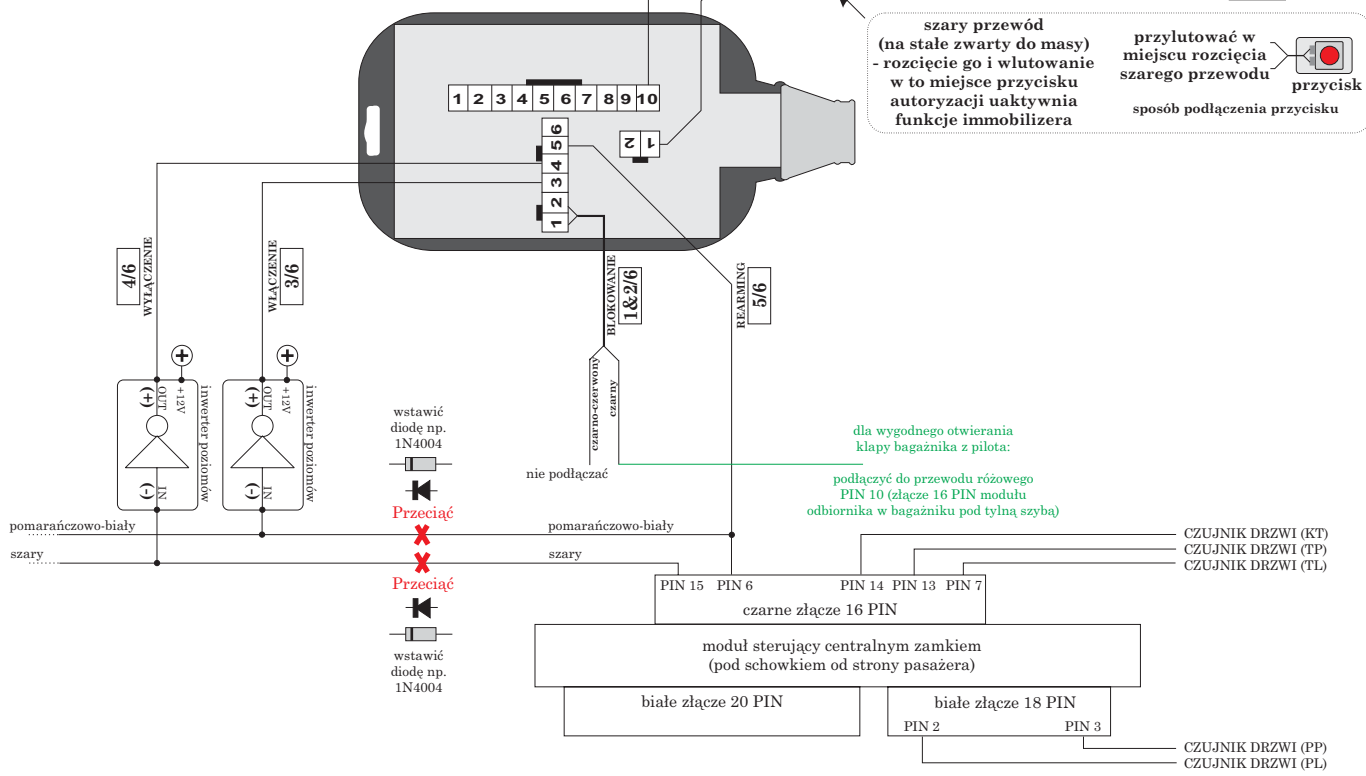 szary przewód
(na stałe zwarty do masy)
- rozcięcie go i wlutowanie
w to miejsce przycisku
autoryzacji uaktywnia
funkcje immobilizera
przylutować w
miejscu rozcięcia
szarego przewodu
przycisk
sposób podłączenia przycisku
1 2 3 4 5 6 7 8 9 10
1 2 3 4 5 6
2 1
4/6
WYŁĄCZENIE
WŁĄCZENIE
3/6
BLOKOWANIE
1&2/6
REARMING
5/6
inwerter poziomów
+12V
OUT
(+)
IN
(-)
inwerter poziomów
+12V
OUT
(+)
IN
(-)
czarno-czerwony
czarny
nie podłączać
wstawić
diodę np.
1N4004
Przeciąć
dla wygodnego otwierania
klapy bagażnika z pilota:
podłączyć do przewodu różowego
PIN 10 (złącze 16 PIN modułu
odbiornika w bagażniku pod tylną szybą)
pomarańczowo-biały
pomarańczowo-biały
szary
szary
Przeciąć
wstawić
diodę np.
1N4004
CZUJNIK DRZWI (KT)
CZUJNIK DRZWI (TP)
CZUJNIK DRZWI (TL)
PIN 15 PIN 6 PIN 14 PIN 13 PIN 7
czarne złącze 16 PIN
moduł sterujący centralnym zamkiem
(pod schowkiem od strony pasażera)
białe złącze 20 PIN
białe złącze 18 PIN
PIN 2 PIN 3
CZUJNIK DRZWI (PP)
CZUJNIK DRZWI (PL)